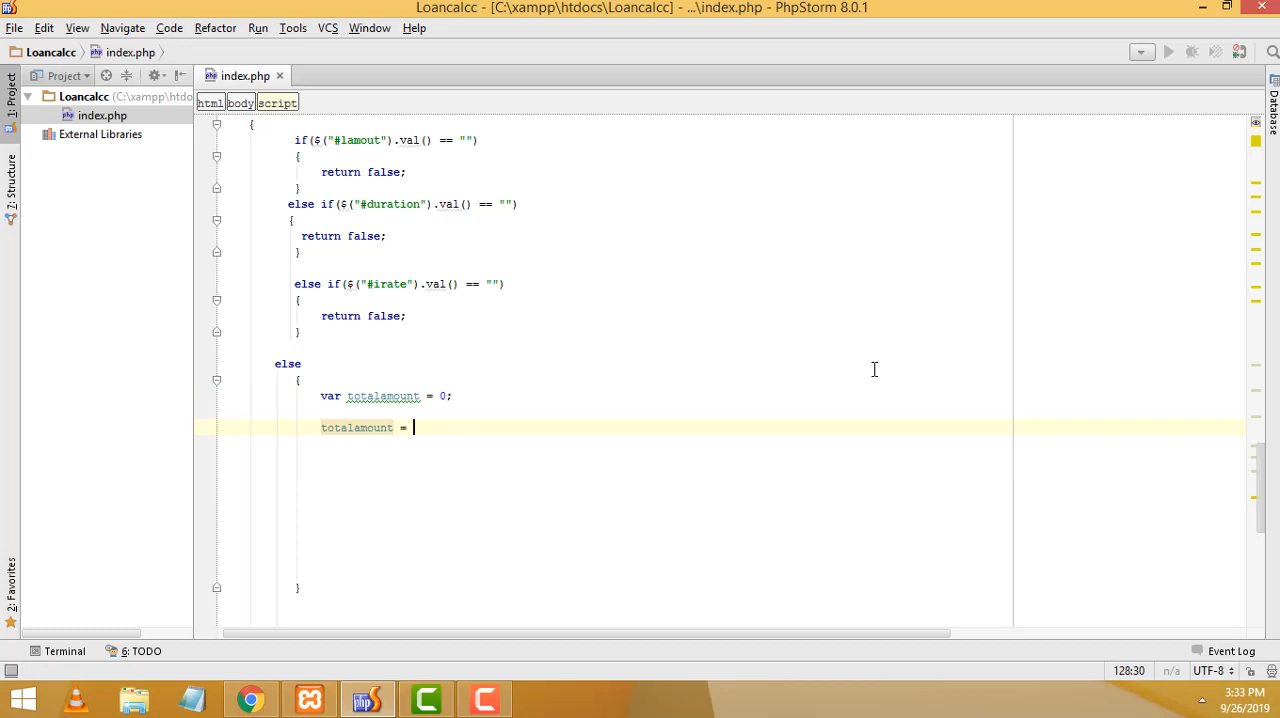 Loancalcc - [C:\xampp\htdocs\Loancalcc] - ...\index.php - PhpStorm 8.0.1
File Edit View Navigate Code Refactor Run Tools VCS Window Help
Loancalcc index.php
1: Project
Project
index.php
Loancalcc (C:\xampp\htdo
index.php
External Libraries
7: Structure
2: Favorites
Database
html body script
{
if($("#lamout").val() == "")
{
return false;
}
else if($("#duration").val() == "")
{
return false;
}
else if($("#irate").val() == "")
{
return false;
}
else
{
var totalamount = 0;
totalamount =
}
Terminal 6: TODO Event Log
128:30 n/a UTF-8
3:33 PM
9/26/2019